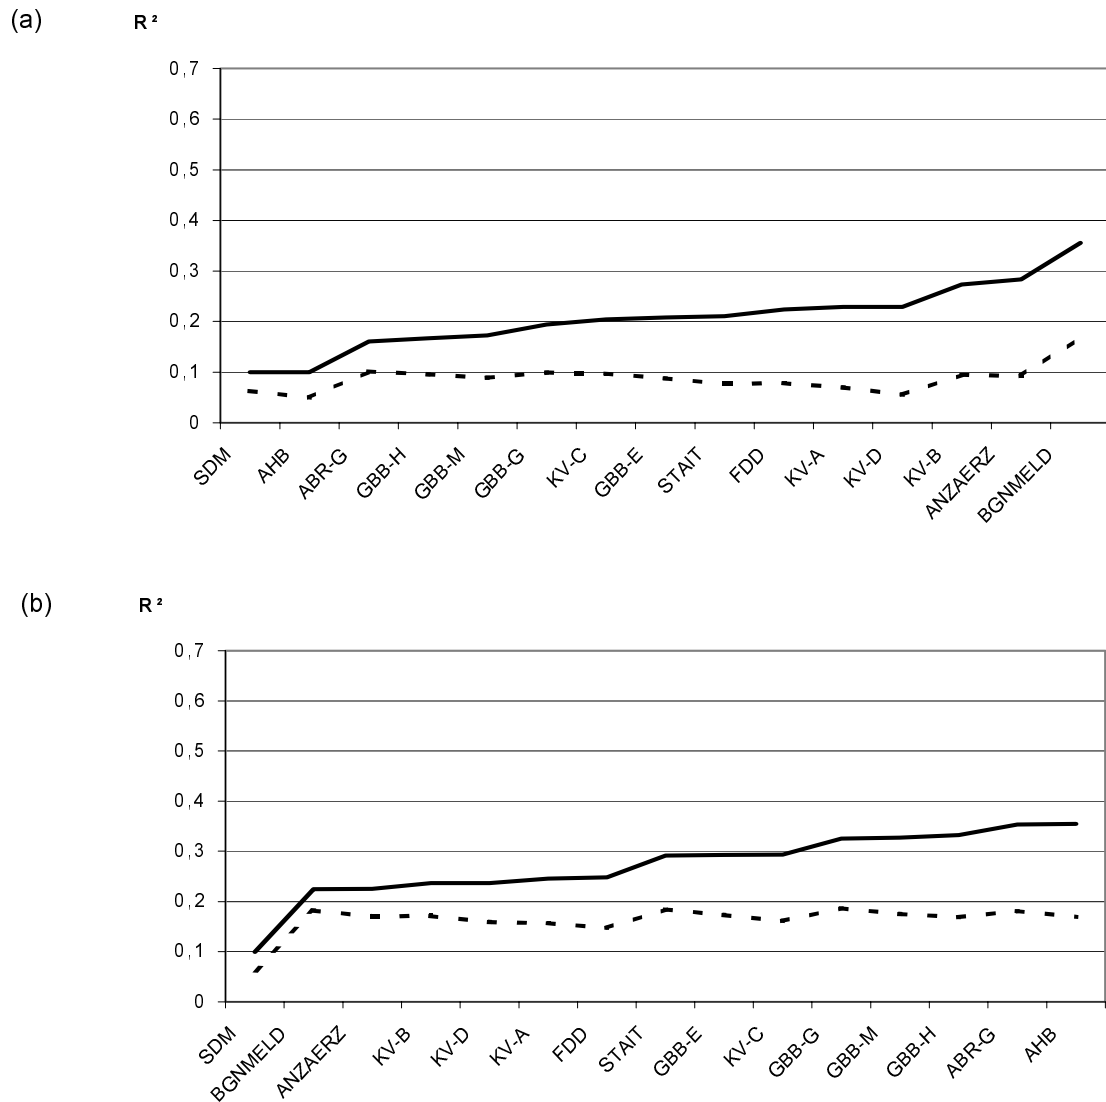 (a)
R²
0,7
0,6
0,5
0,4
0,3
0,2
0,1
0
SDM
AHB
ABR-G
GBB-H
GBB-M
GBB-G
KV-C
GBB-E
STAIT
FDD
KV-A
KV-D
KV-B
ANZAERZ
BGNMELD
(b)
R²
0,7
0,6
0,5
0,4
0,3
0,2
0,1
0
SDM
BGNMELD
ANZAERZ
KV-B
KV-D
KV-A
FDD
STAIT
GBB-E
KV-C
GBB-G
GBB-M
GBB-H
ABR-G
AHB